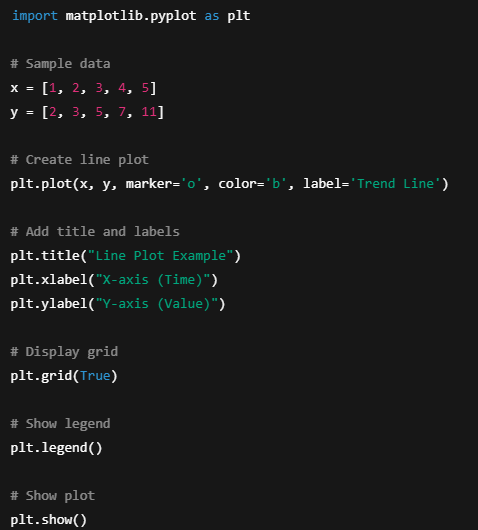 import matplotlib.pyplot as plt
# Sample data
x = [1, 2, 3, 4, 5]
y = [2, 3, 5, 7, 11]
# Create line plot
plt.plot(x, y, marker='o', color='b', label='Trend Line')
# Add title and labels
plt.title("Line Plot Example")
plt.xlabel("X-axis (Time)")
plt.ylabel("Y-axis (Value)")
# Display grid
plt.grid(True)
# Show legend
plt.legend()
# Show plot
plt.show()